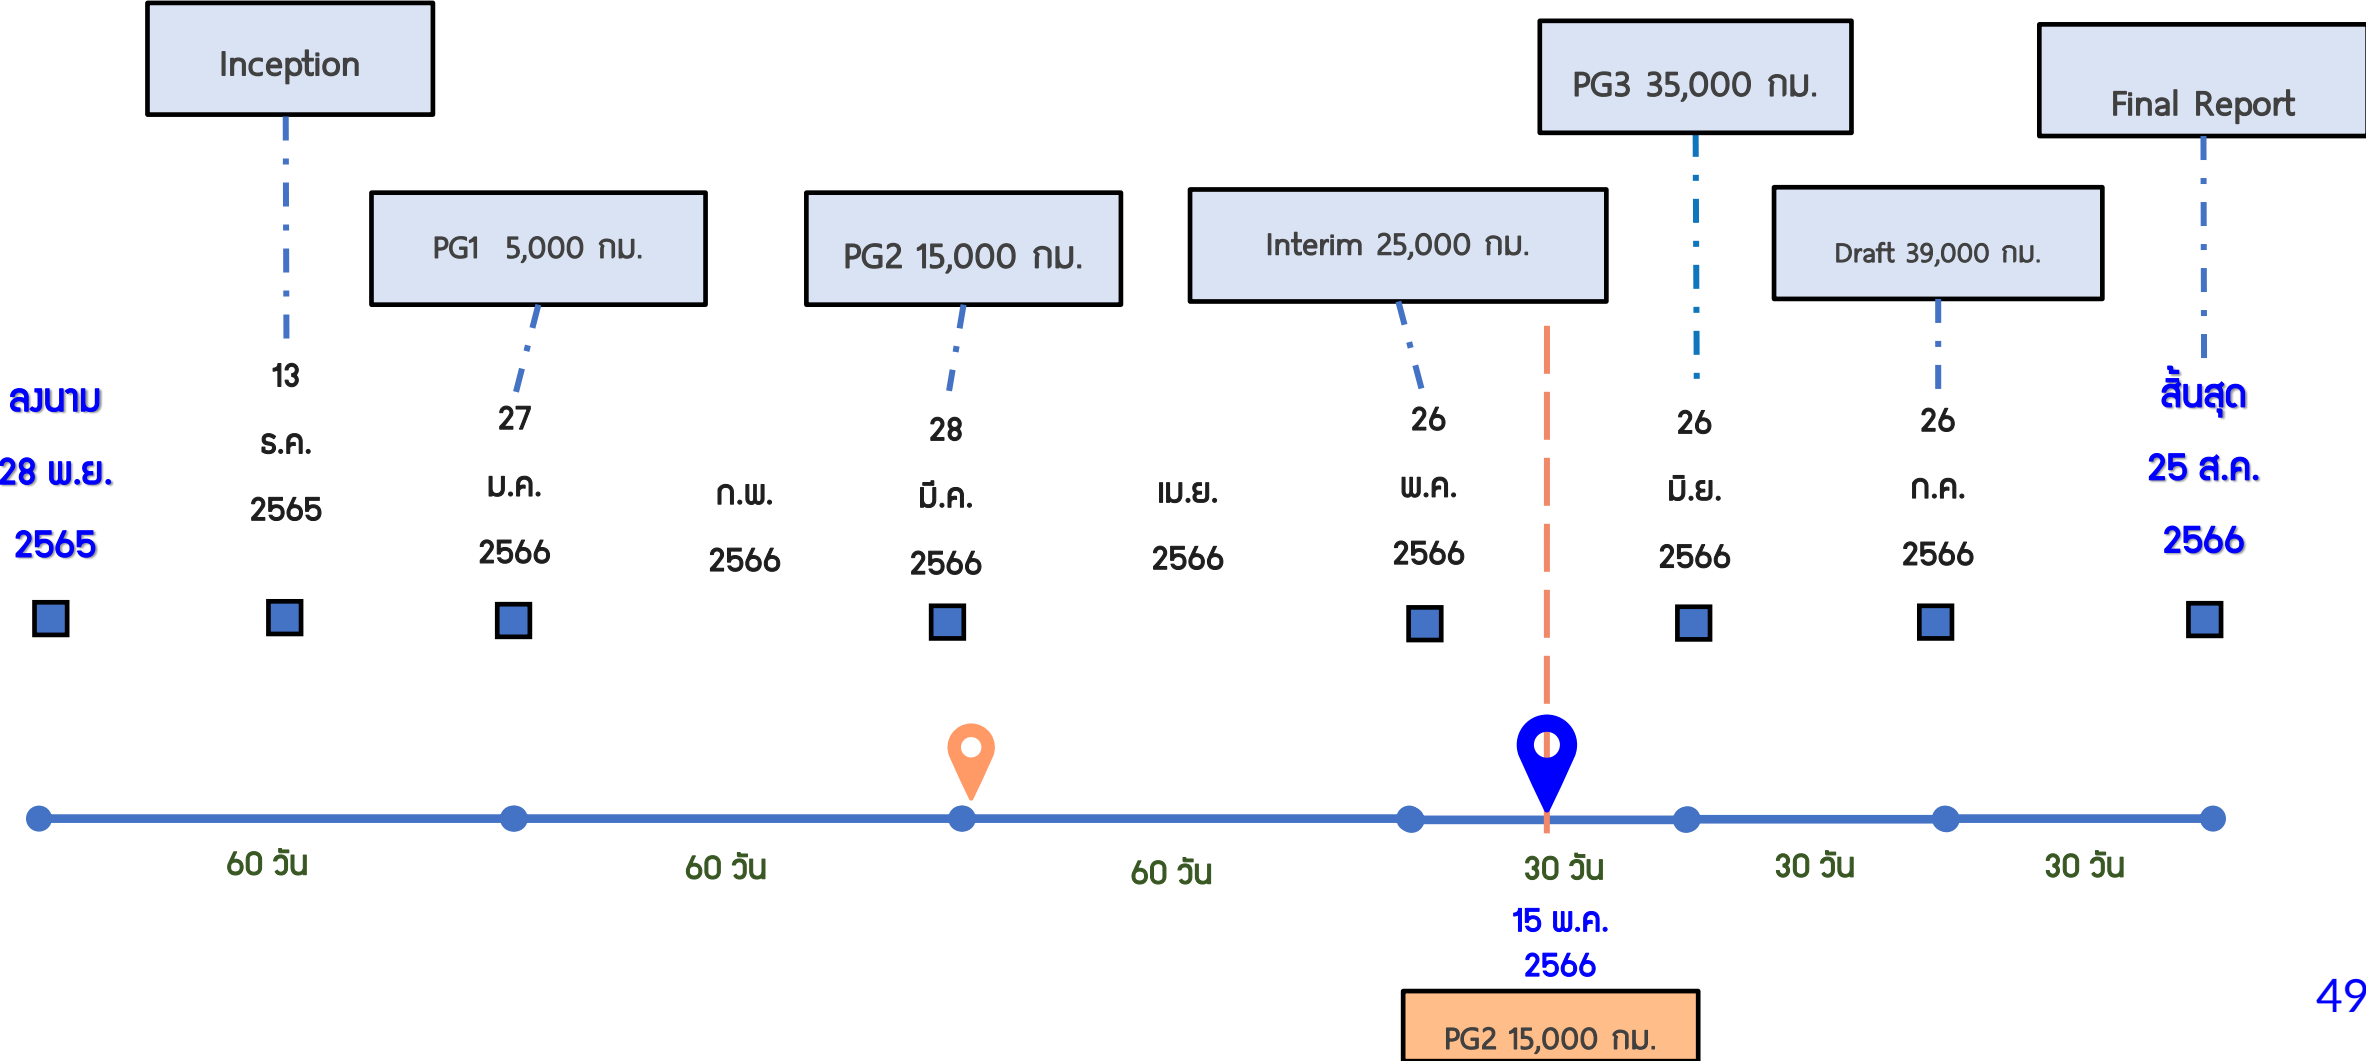 Inception
PG3 35,000 กม.
Final Report
PG1 5,000 กม.
PG2 15,000 กม.
Interim 25,000 กม.
Draft 39,000 กม.
ลงนาม
28 พ.ย.
2565
13
ธ.ค.
2565
27
ม.ค.
2566
ก.พ.
2566
28
มี.ค.
2566
เม.ย.
2566
26
พ.ค.
2566
26
มิ.ย.
2566
26
ก.ค.
2566
สิ้นสุด
25 ส.ค.
2566
60 วัน
60 วัน
60 วัน
30 วัน
30 วัน
30 วัน
15 พ.ค.
2566
PG2 15,000 กม.
49